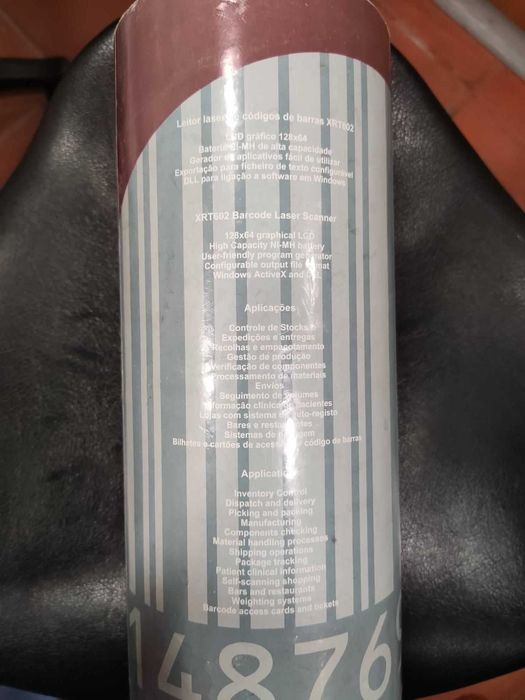 Leitor laser códigos de barras XRT602
LCD gráfico 128x64
Bateria NI-MH de alta capacidade
Gerador de aplicativos fácil de utilizar
Exportação para ficheiro de texto configurável
DLL para ligação a software em Windows
XRT602 Barcode Laser Scanner
128x64 graphical LCD
High Capacity NI-MH battery
User-friendly program generator
Configurable output file format
Windows ActiveX and
Aplicações
Controle de Stocks
Expedições e entregas
Recolhas e empacotamento
Gestão de produção
Verificação de componentes
Processamento de materiais
Envios
Seguimento de volumes
Informação clínica de pacientes
Lojas com sistema de auto-registo
Bares e restaurantes
Sistemas de
Bilhetes e cartões de acesso código de barras
Applications
Inventory Control
Dispatch and delivery
Picking and packing
Manufacturing
Components checking
Material handling processes
Shipping operations
Package tracking
Patient clinical information
Self-scanning shopping
Bars and restaurants
Weighting systems
Barcode access cards and tickets
14876